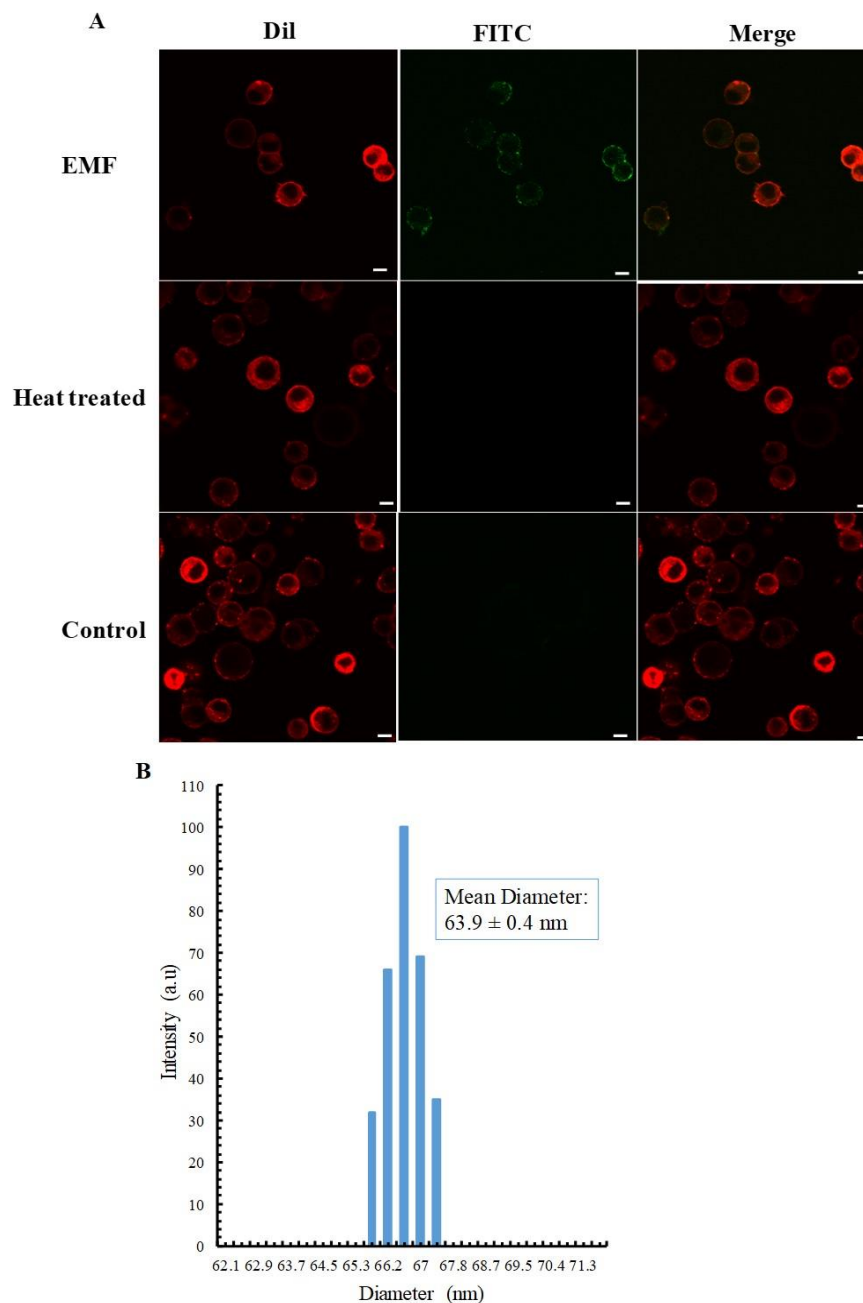 A
Dil FITC Merge
EMF
Heat treated
Control
B
110
100
90
80
70
60
50
40
30
20
10
0
Intensity (a.u)
Mean Diameter:
63.9 ± 0.4 nm
62.1 62.9 63.7 64.5 65.3 66.2 67 67.8 68.7 69.5 70.4 71.3
Diameter (nm)